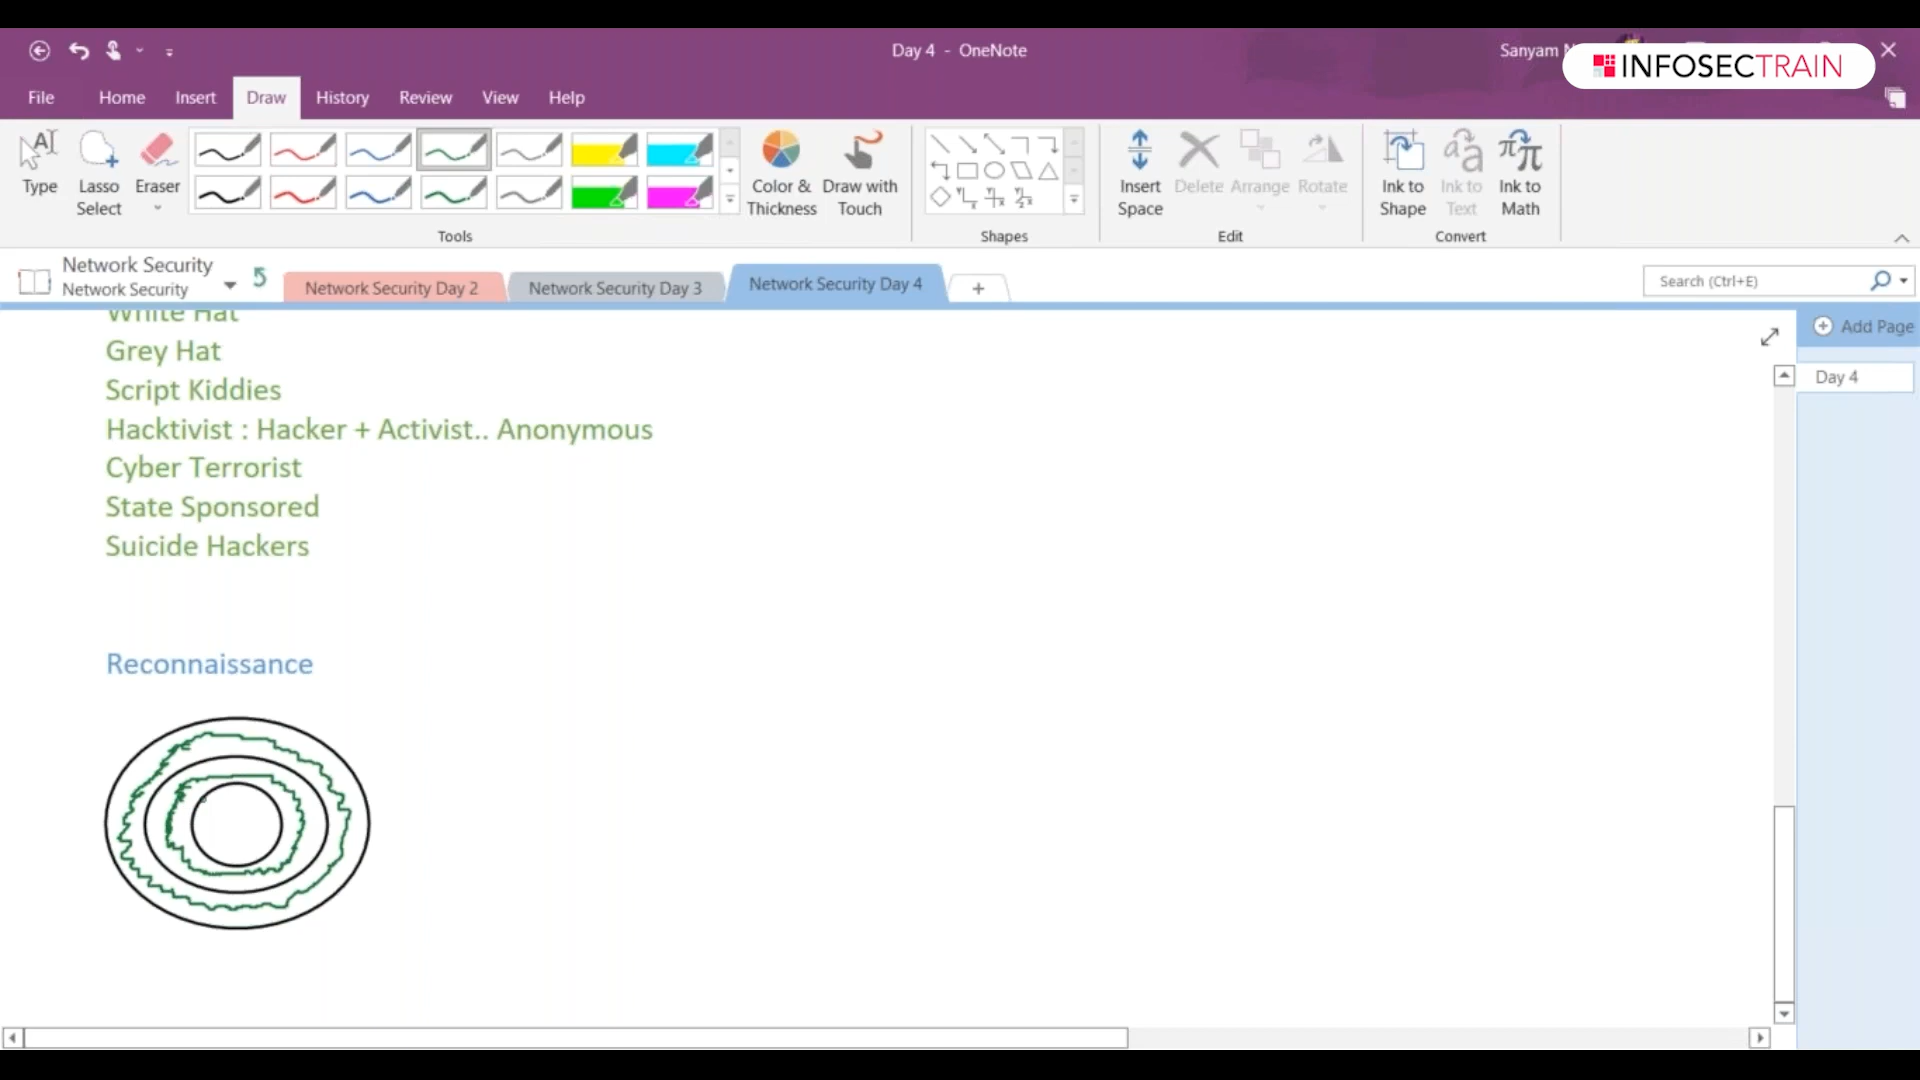 Day 4 - OneNote
Sanyam
INFOSECTRAIN
File Home Insert Draw History Review View Help
Type
Lasso Select
Eraser
Color & Thickness
Draw with Touch
Insert Space
Delete
Arrange
Rotate
Ink to Shape
Ink to Text
Ink to Math
Tools
Shapes
Edit
Convert
Network Security
Network Security
Network Security Day 2
Network Security Day 3
Network Security Day 4
Search (Ctrl+E)
Add Page
Day 4
White Hat
Grey Hat
Script Kiddies
Hacktivist : Hacker + Activist.. Anonymous
Cyber Terrorist
State Sponsored
Suicide Hackers
Reconnaissance